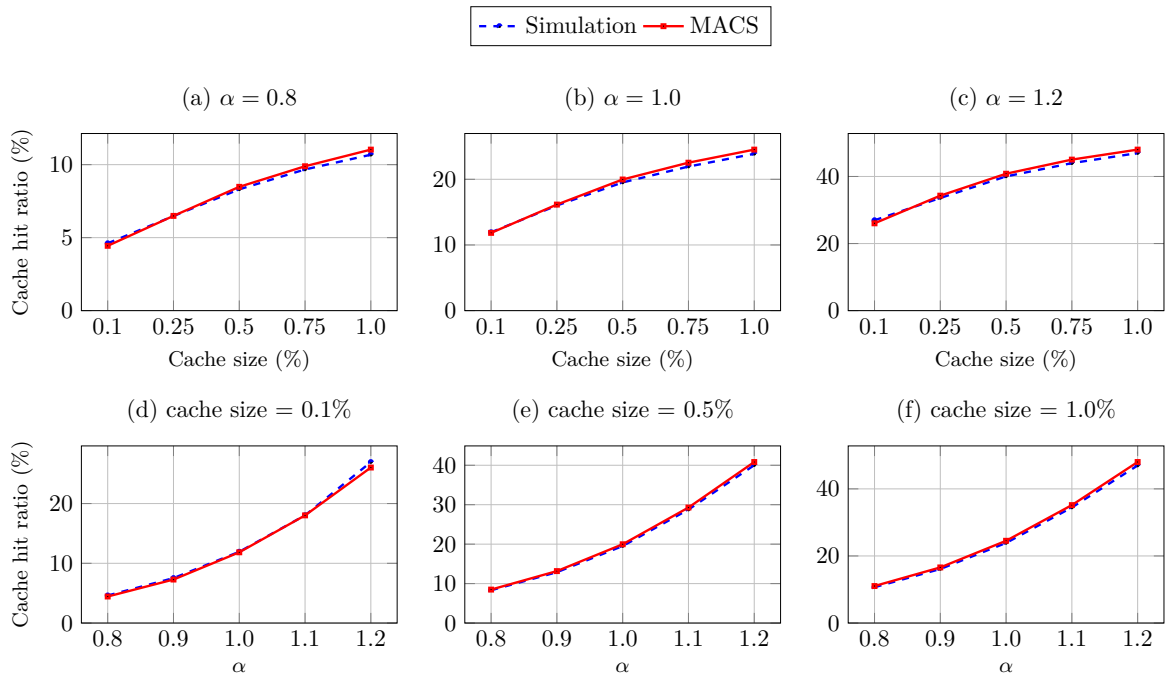 Simulation MACS
(a) α = 0.8
(b) α = 1.0
(c) α = 1.2
Cache hit ratio (%)
10
5
0
0.1 0.25 0.5 0.75 1.0
Cache size (%)
20
10
0
0.1 0.25 0.5 0.75 1.0
Cache size (%)
40
20
0
0.1 0.25 0.5 0.75 1.0
Cache size (%)
(d) cache size = 0.1%
(e) cache size = 0.5%
(f) cache size = 1.0%
Cache hit ratio (%)
20
10
0
0.8 0.9 1.0 1.1 1.2
α
40
30
20
10
0
0.8 0.9 1.0 1.1 1.2
α
40
20
0
0.8 0.9 1.0 1.1 1.2
α